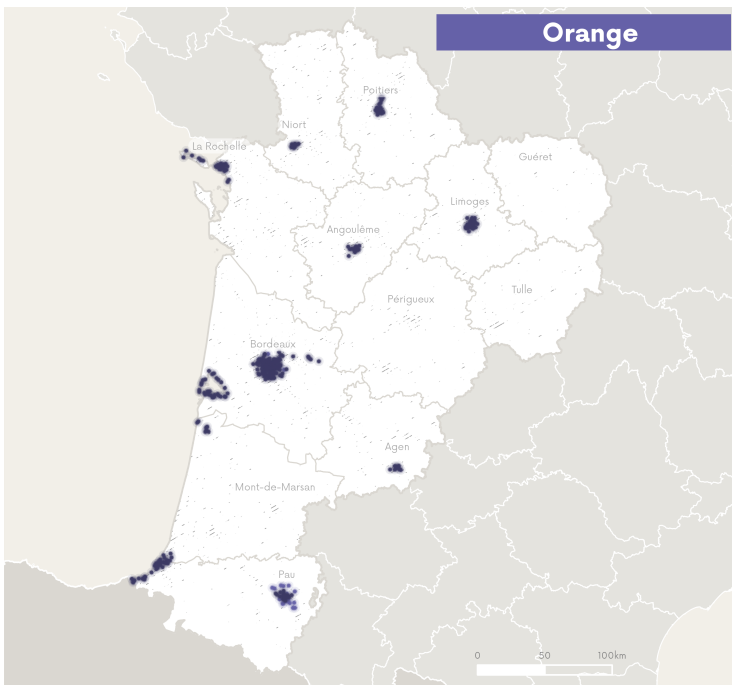 Orange
Poitiers
Niort
La Rochelle
Guéret
Limoges
Angoulême
Tulle
Périgueux
Bordeaux
Agen
Mont-de-Marsan
Pau
0 50 100km